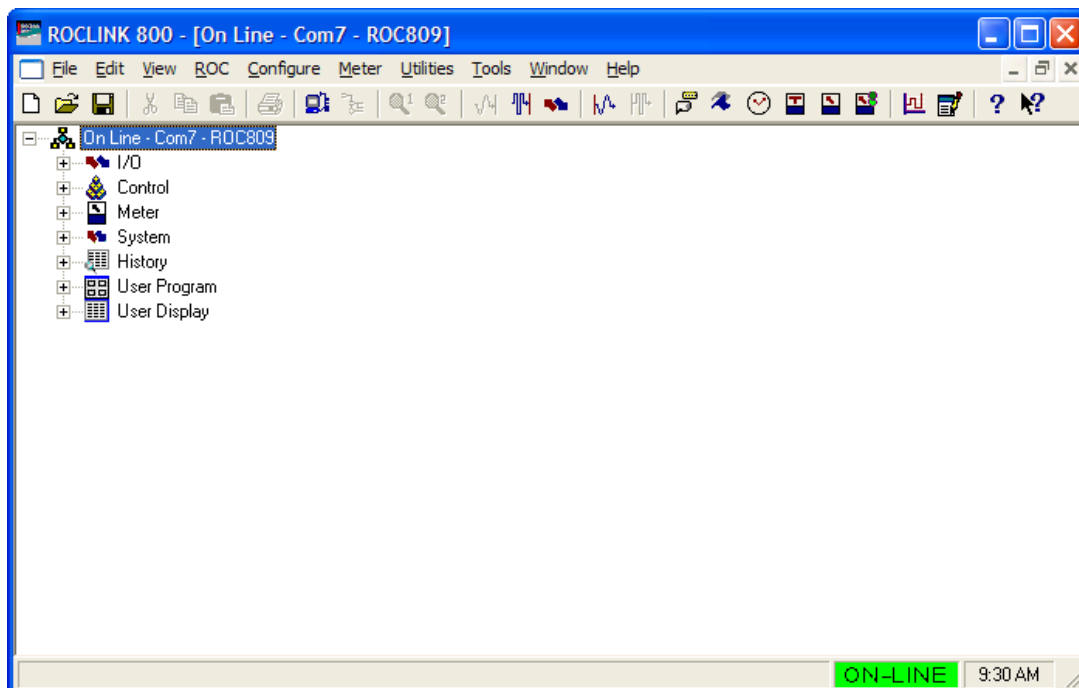 ROCLINK 800 - [On Line - Com7 - ROC809]
File Edit View ROC Configure Meter Utilities Tools Window Help
On Line - Com7 - ROC809
I/O
Control
Meter
System
History
User Program
User Display
ON-LINE 9:30 AM